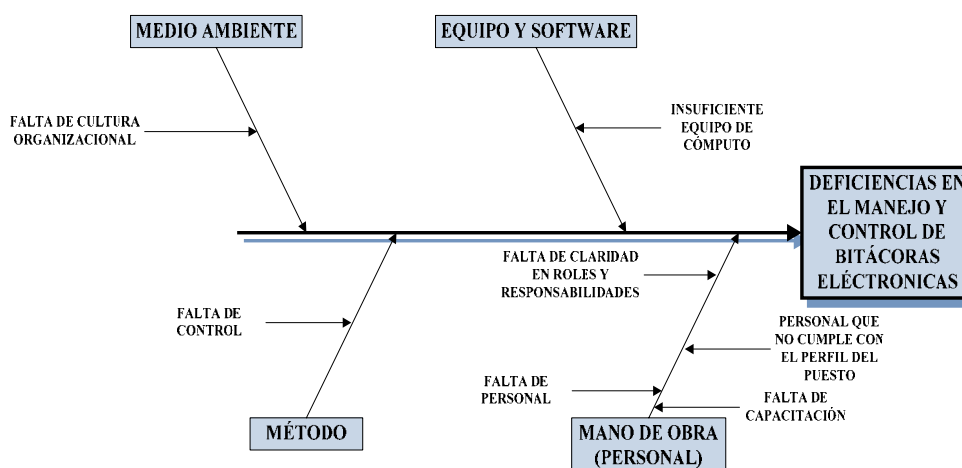 MEDIO AMBIENTE
EQUIPO Y SOFTWARE
FALTA DE CULTURA
ORGANIZACIONAL
INSUFICIENTE
EQUIPO DE
CÓMPUTO
DEFICIENCIAS EN
EL MANEJO Y
CONTROL DE
BITÁCORAS
ELÉCTRONICAS
FALTA DE CLARIDAD
EN ROLES Y
RESPONSABILIDADES
FALTA DE
CONTROL
PERSONAL QUE
NO CUMPLE CON
EL PERFIL DEL
PUESTO
FALTA DE
PERSONAL
FALTA DE
CAPACITACIÓN
MÉTODO
MANO DE OBRA
(PERSONAL)